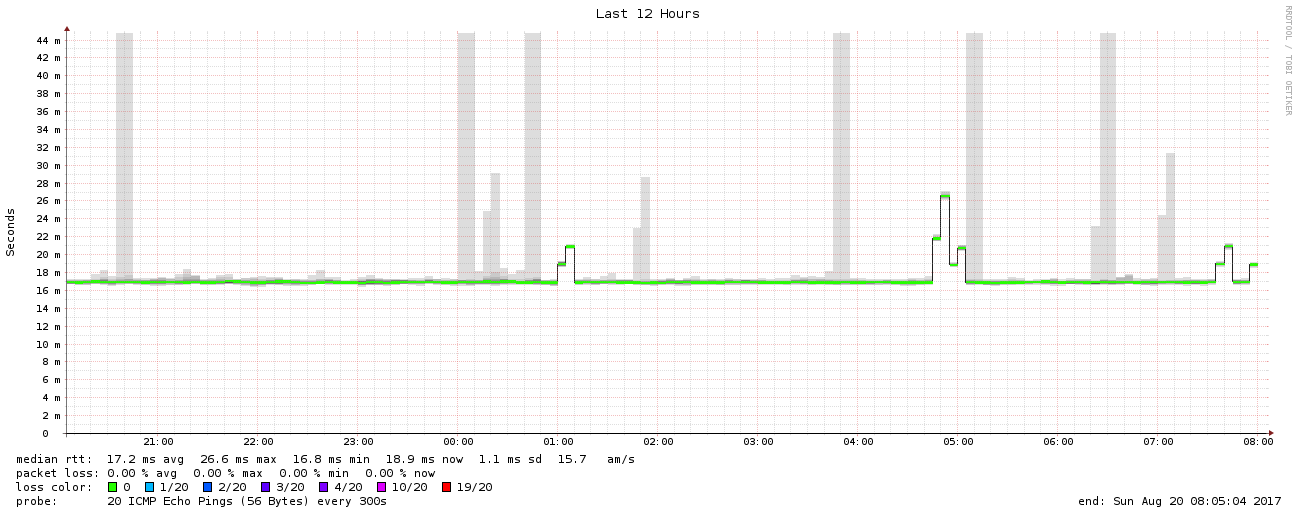 Last 12 Hours
RRDTOOL / TOBI OETIKER
Seconds
44 m
42 m
40 m
38 m
36 m
34 m
32 m
30 m
28 m
26 m
24 m
22 m
20 m
18 m
16 m
14 m
12 m
10 m
8 m
6 m
4 m
2 m
0
21:00 22:00 23:00 00:00 01:00 02:00 03:00 04:00 05:00 06:00 07:00 08:00
median rtt: 17.2 ms avg 26.6 ms max 16.8 ms min 18.9 ms now 1.1 ms sd 15.7 am/s
packet loss: 0.00 % avg 0.00 % max 0.00 % min 0.00 % now
loss color: 0 1/20 2/20 3/20 4/20 10/20 19/20
probe: 20 ICMP Echo Pings (56 Bytes) every 300s end: Sun Aug 20 08:05:04 2017